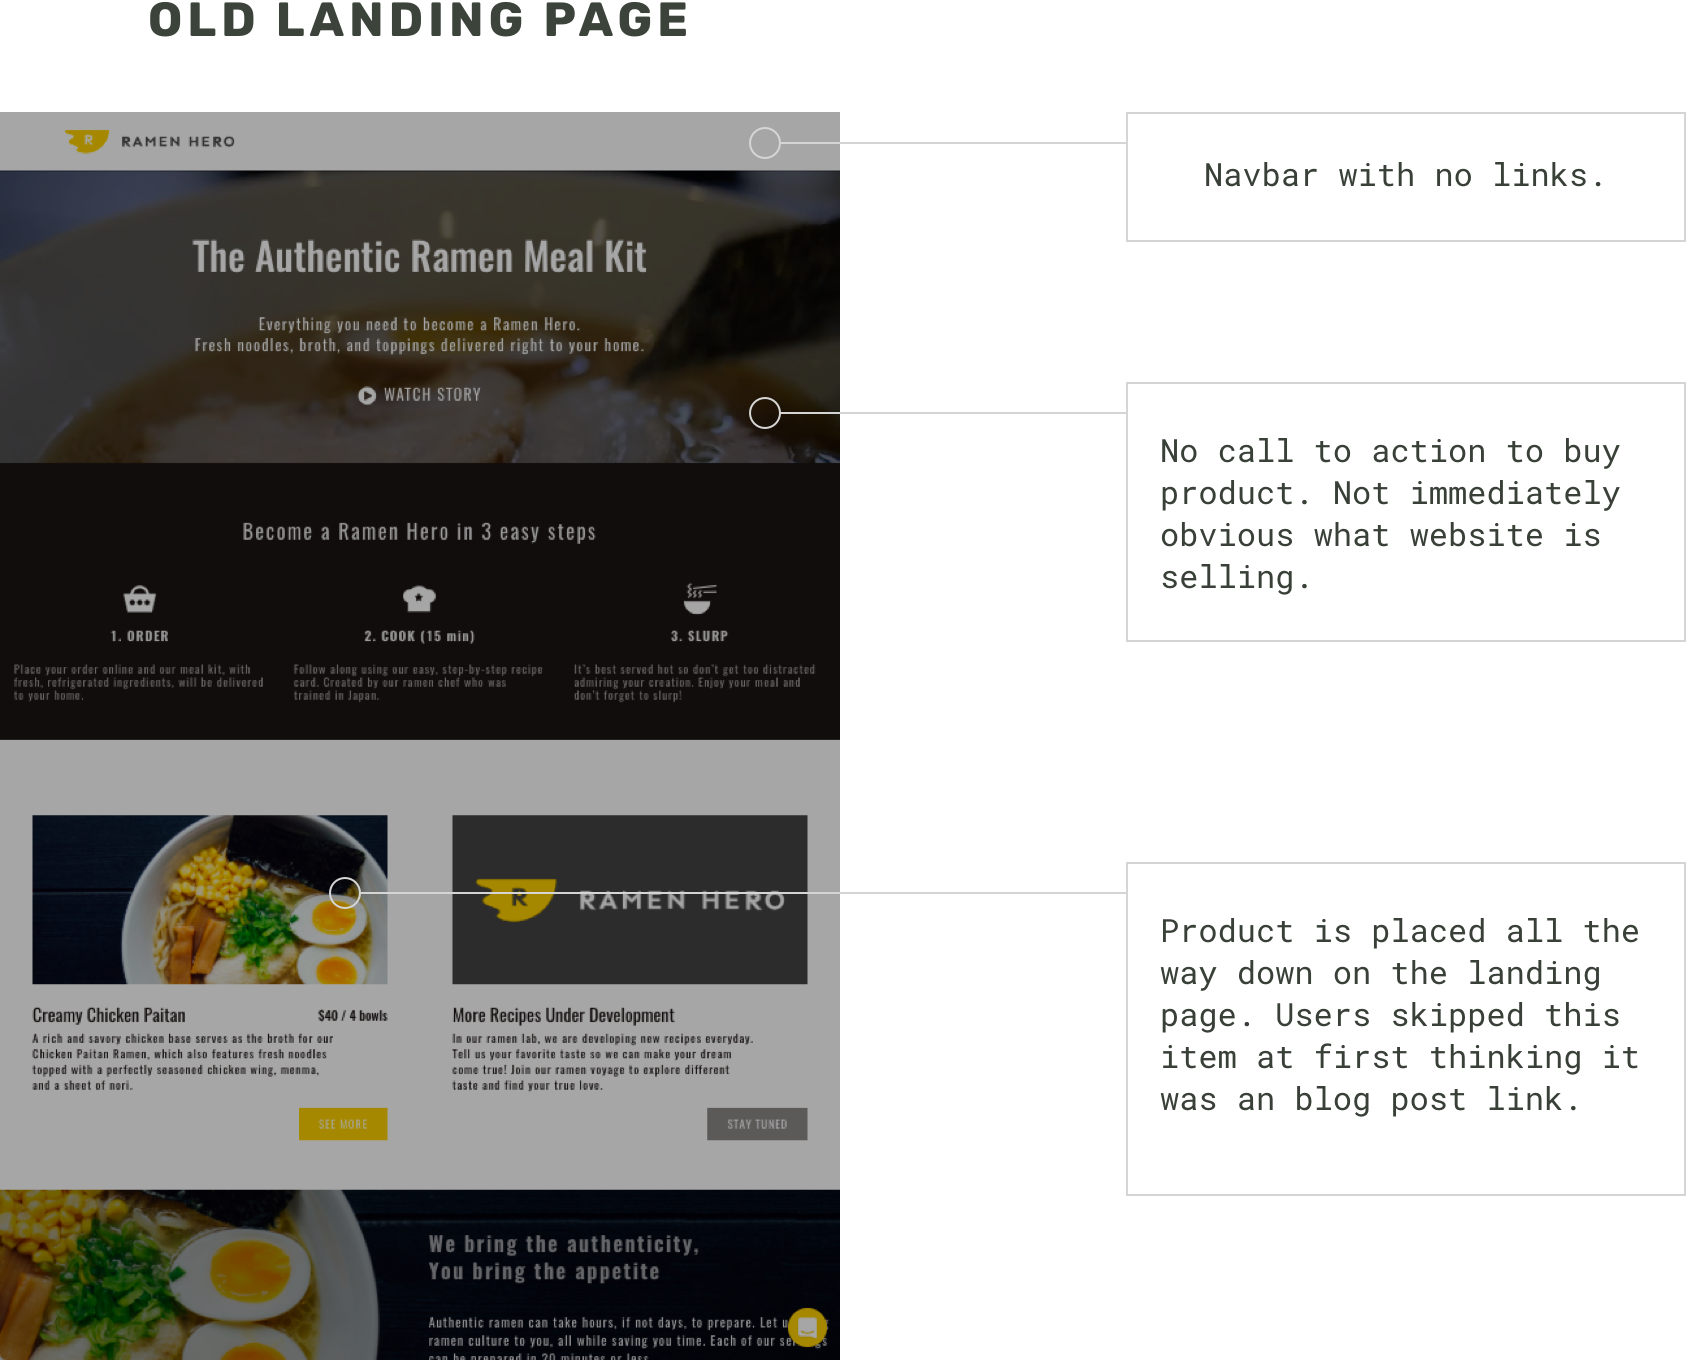 OLD LANDING PAGE
R RAMEN HERO
Navbar with no links.
The Authentic Ramen Meal Kit
Everything you need to become a Ramen Hero.
Fresh noodles, broth, and toppings delivered right to your home.
WATCH STORY
No call to action to buy
product. Not immediately
obvious what website is
selling.
Become a Ramen Hero in 3 easy steps
1. ORDER
Place your order online and our meal kit, with
fresh, refrigerated ingredients, will be delivered
to your home.
2. COOK (15 min)
Follow along using our easy, step-by-step recipe
card. Created by our ramen chef who was
trained in Japan.
3. SLURP
It's best served hot so don't get too distracted
admiring your creation. Enjoy your meal and
don't forget to slurp!
R RAMEN HERO
Product is placed all the
way down on the landing
page. Users skipped this
item at first thinking it
was an blog post link.
Creamy Chicken Paitan
$40 / 4 bowls
A rich and savory chicken base serves as the broth for our
Chicken Paitan Ramen, which also features fresh noodles
topped with a perfectly seasoned chicken wing, menma,
and a sheet of nori.
SEE MORE
More Recipes Under Development
In our ramen lab, we are developing new recipes everyday.
Tell us your favorite taste so we can make your dream
come true! Join our ramen voyage to explore different
taste and find your true love.
STAY TUNED
We bring the authenticity,
You bring the appetite
Authentic ramen can take hours, if not days, to prepare. Let
ramen culture to you, all while saving you time. Each of our
can be prepared in 20 minutes or less.